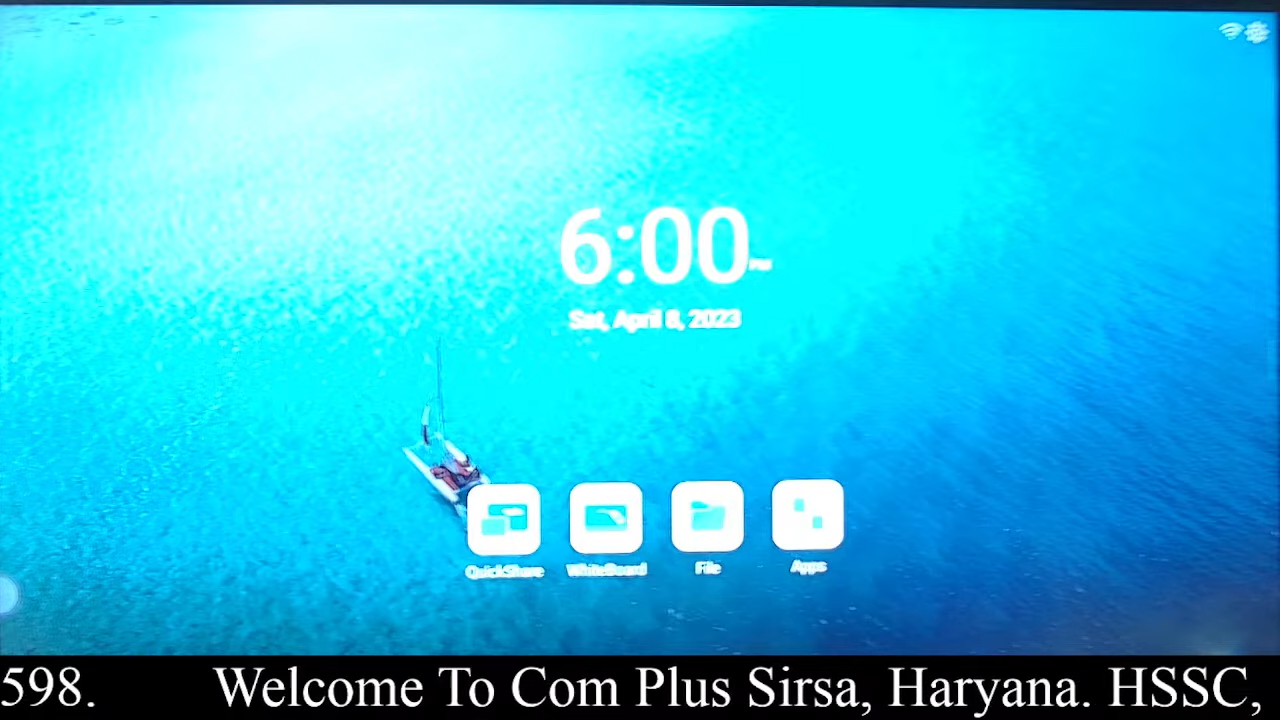 6:00
Sat, April 8, 2023
QuickShare
WhiteBoard
File
Apps
598. Welcome To Com Plus Sirsa, Haryana. HSSC,